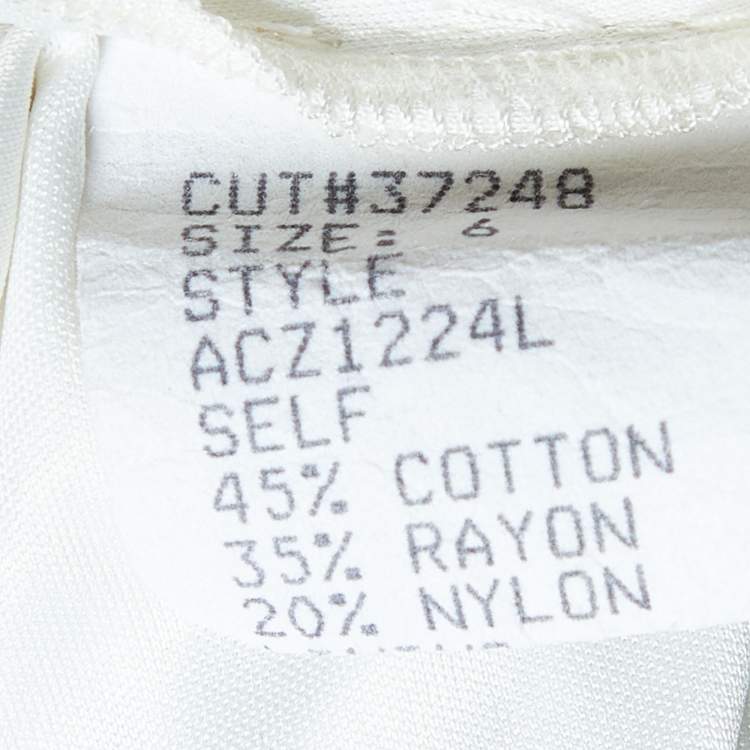 CUT#37248
SIZE: 6
STYLE
ACZ1224L
SELF
45% COTTON
35% RAYON
20% NYLON